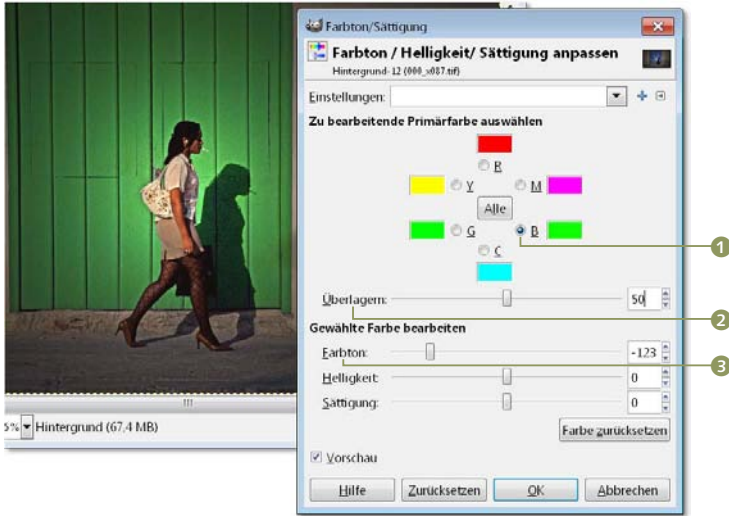 Farbton/Sättigung
Farbton / Helligkeit/ Sättigung anpassen
Hintergrund-12 (000_x087.tif)
Einstellungen:
Zu bearbeitende Primärfarbe auswählen
R
Y M
Alle
G B
1
C
Überlagern: 50
2
Gewählte Farbe bearbeiten
Farbton: -123
3
Helligkeit: 0
Sättigung: 0
Farbe zurücksetzen
5% Hintergrund (67,4 MB)
Vorschau
Hilfe Zurücksetzen OK Abbrechen